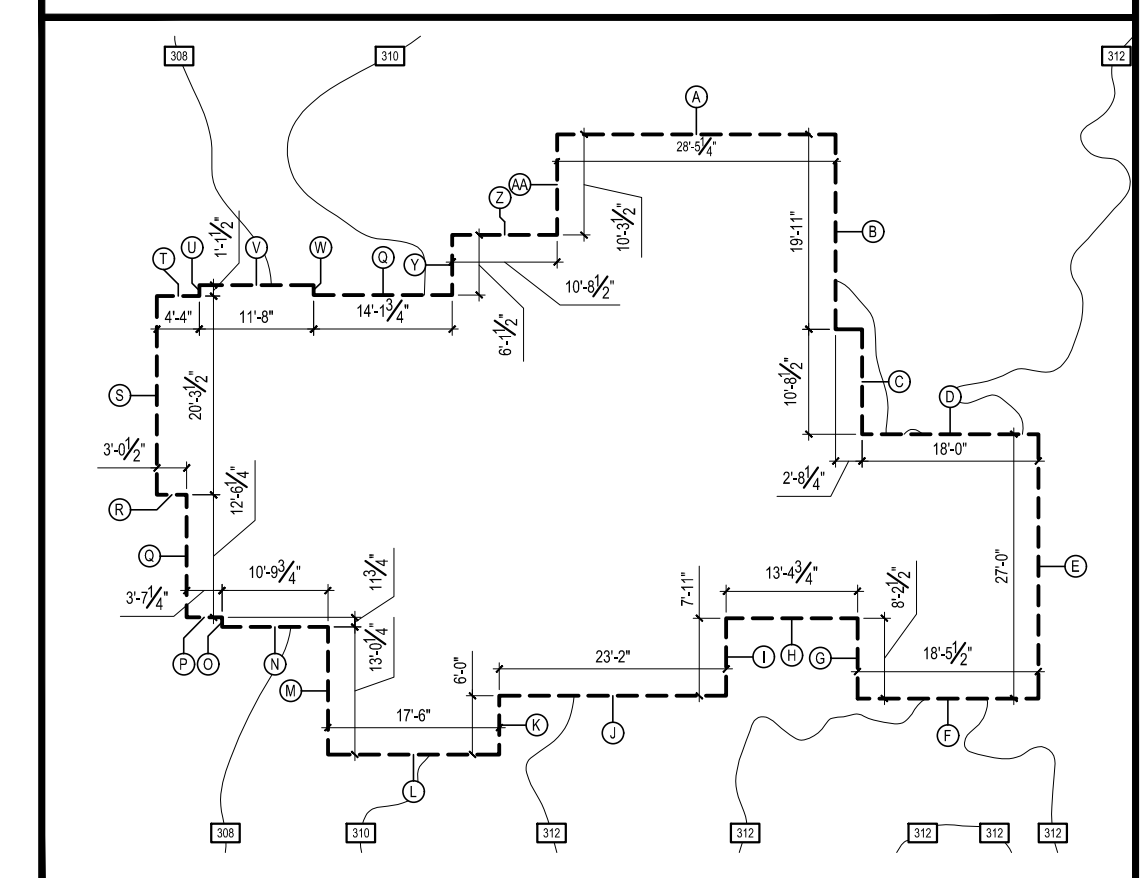 308
310
312
A
28'-5 1/4"
Z
AA
10'-3 1/2"
19'-11"
B
T
U
1'-1 1/2"
V
W
Q
Y
10'-8 1/2"
4'-4"
11'-8"
14'-1 3/4"
6'-1 1/2"
S
20'-3 1/2"
10'-8 1/2"
C
D
3'-0 1/2"
18'-0"
2'-8 1/4"
R
12'-6 1/4"
Q
10'-9 3/4"
11 3/4"
3'-7 1/4"
7'-11"
13'-4 3/4"
8'-2 1/2"
27'-0"
E
P
O
N
M
13'-0 1/4"
6'-0"
23'-2"
I
H
G
18'-5 1/2"
17'-6"
K
J
F
L
308
310
312
312
312
312
312